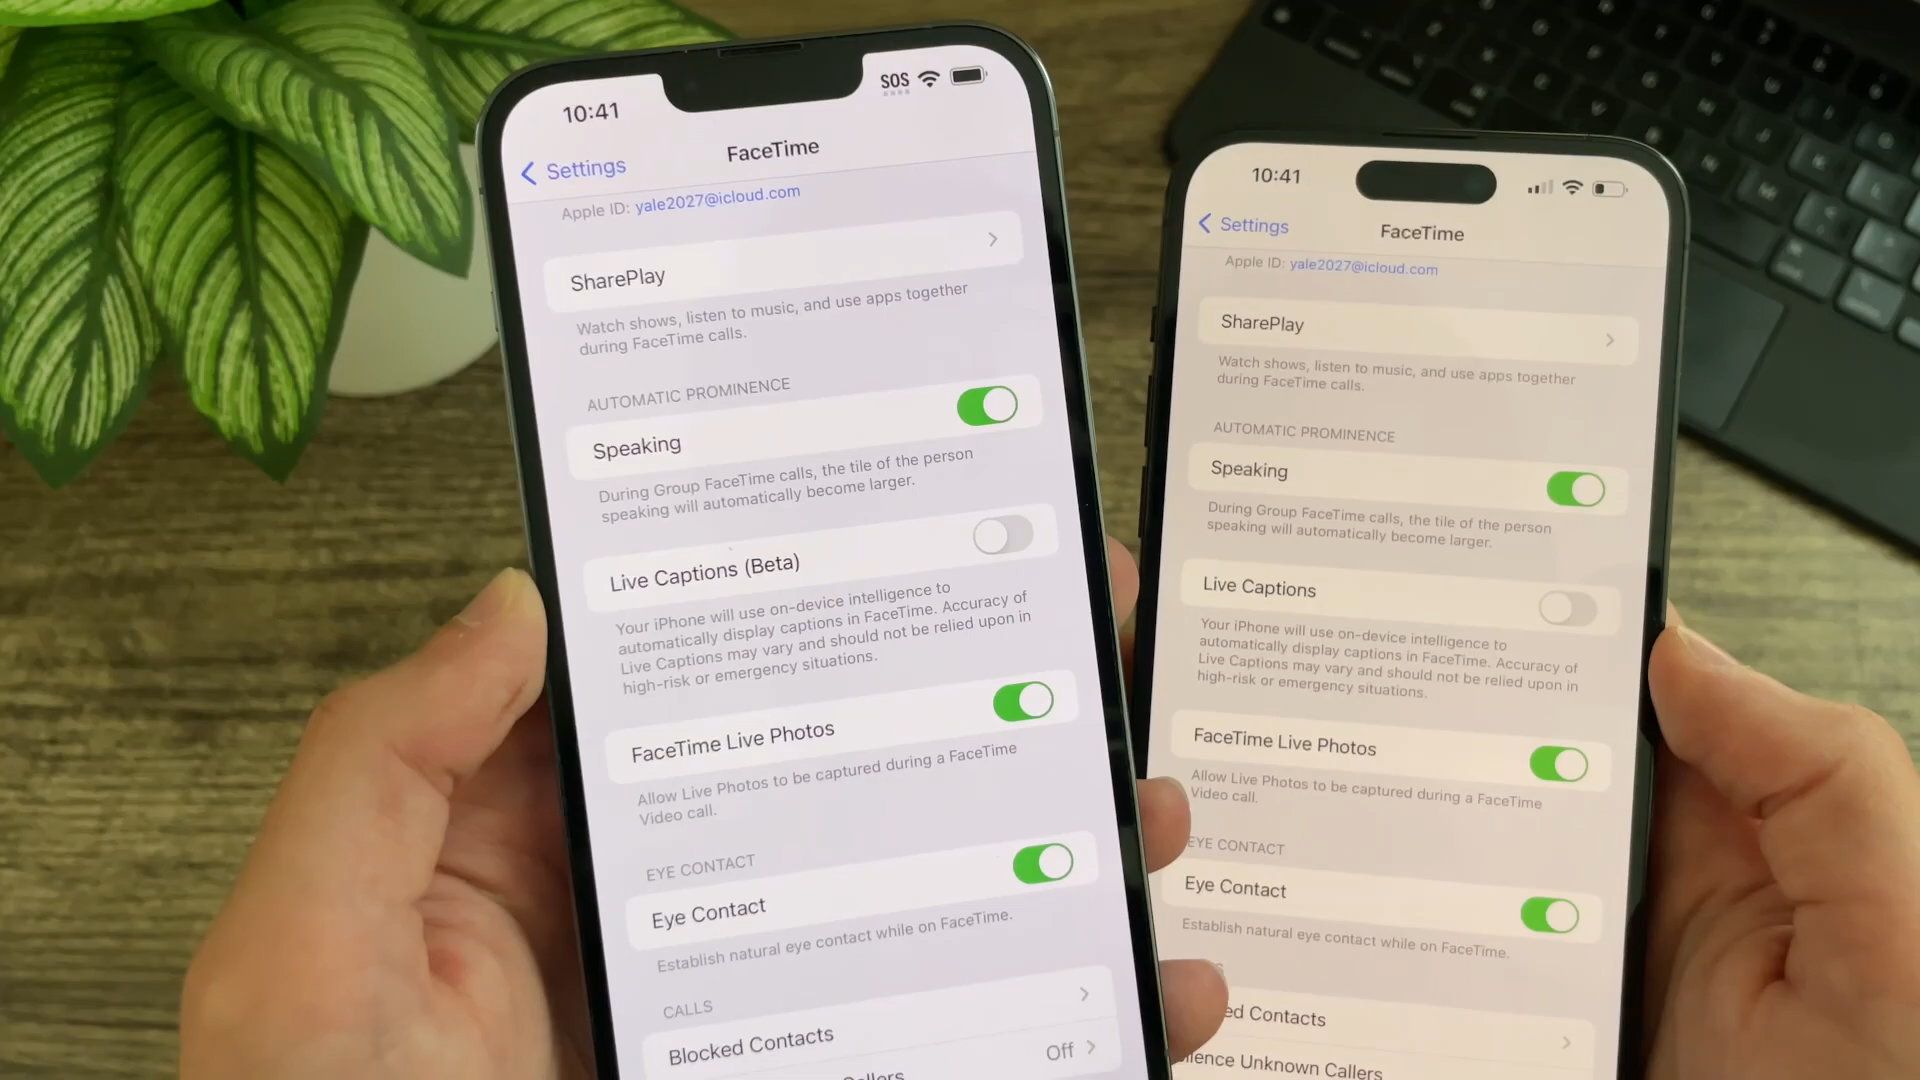 10:41
SOS
Settings
FaceTime
Apple ID: yale2027@icloud.com
SharePlay
Watch shows, listen to music, and use apps together
during FaceTime calls.
AUTOMATIC PROMINENCE
Speaking
During Group FaceTime calls, the tile of the person
speaking will automatically become larger.
Live Captions (Beta)
Your iPhone will use on-device intelligence to
automatically display captions in FaceTime. Accuracy of
Live Captions may vary and should not be relied upon in
high-risk or emergency situations.
FaceTime Live Photos
Allow Live Photos to be captured during a FaceTime
Video call.
EYE CONTACT
Eye Contact
Establish natural eye contact while on FaceTime.
CALLS
Blocked Contacts
Off
10:41
Settings
FaceTime
Apple ID: yale2027@icloud.com
SharePlay
Watch shows, listen to music, and use apps together
during FaceTime calls.
AUTOMATIC PROMINENCE
Speaking
During Group FaceTime calls, the tile of the person
speaking will automatically become larger.
Live Captions
Your iPhone will use on-device intelligence to
automatically display captions in FaceTime. Accuracy of
Live Captions may vary and should not be relied upon in
high-risk or emergency situations.
FaceTime Live Photos
Allow Live Photos to be captured during a FaceTime
Video call.
EYE CONTACT
Eye Contact
Establish natural eye contact while on FaceTime.
Contacts
Unknown Callers